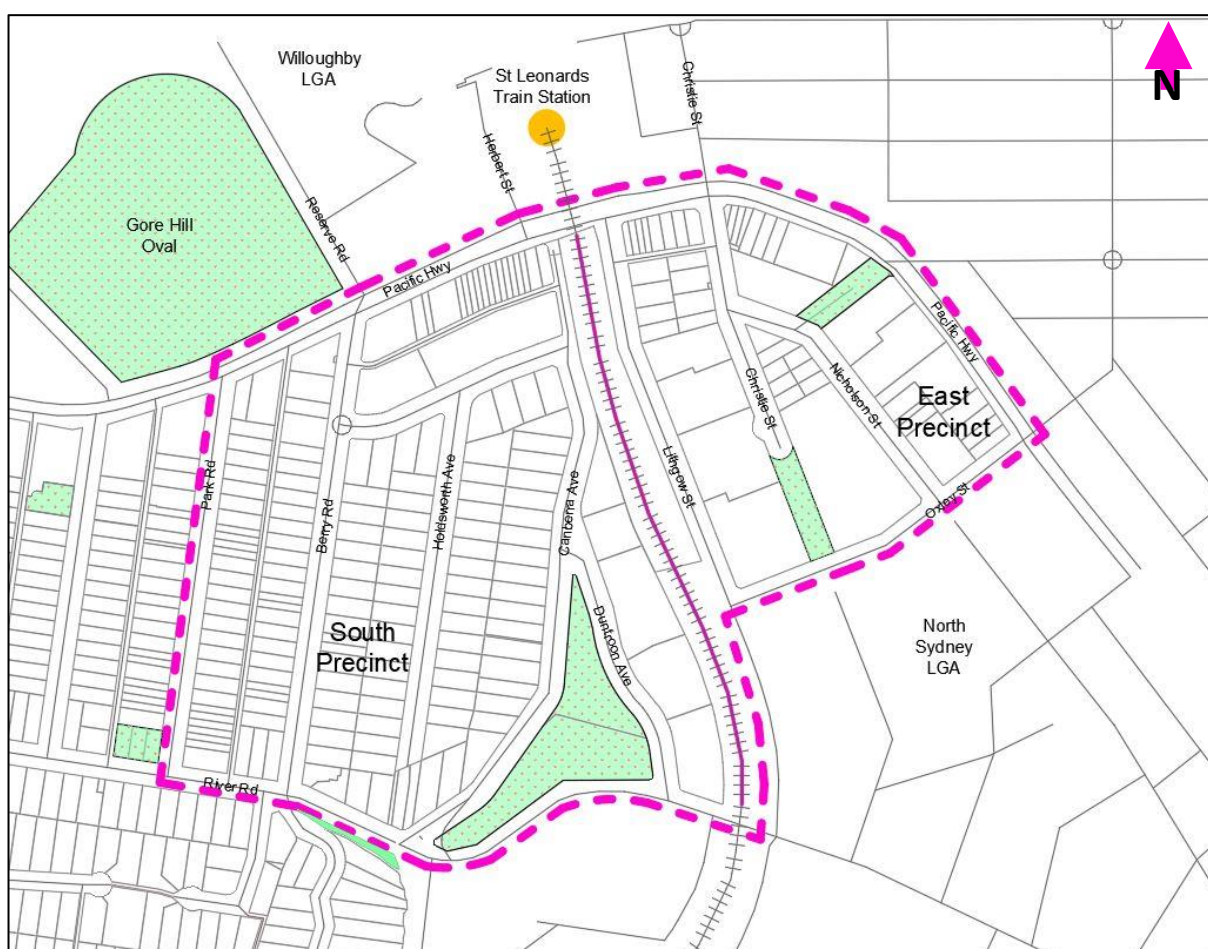 Willoughby
LGA
St Leonards
Train Station
N
Christie St
Herbert St
Gore Hill
Oval
Reserve Rd
Pacific Hwy
Pacific Hwy
Christie St
Nicholson St
East
Precinct
Lithgow St
Oxley St
Park Rd
Berry Rd
Holdsworth Ave
Canberra Ave
Duntroon Ave
South
Precinct
North
Sydney
LGA
River Rd